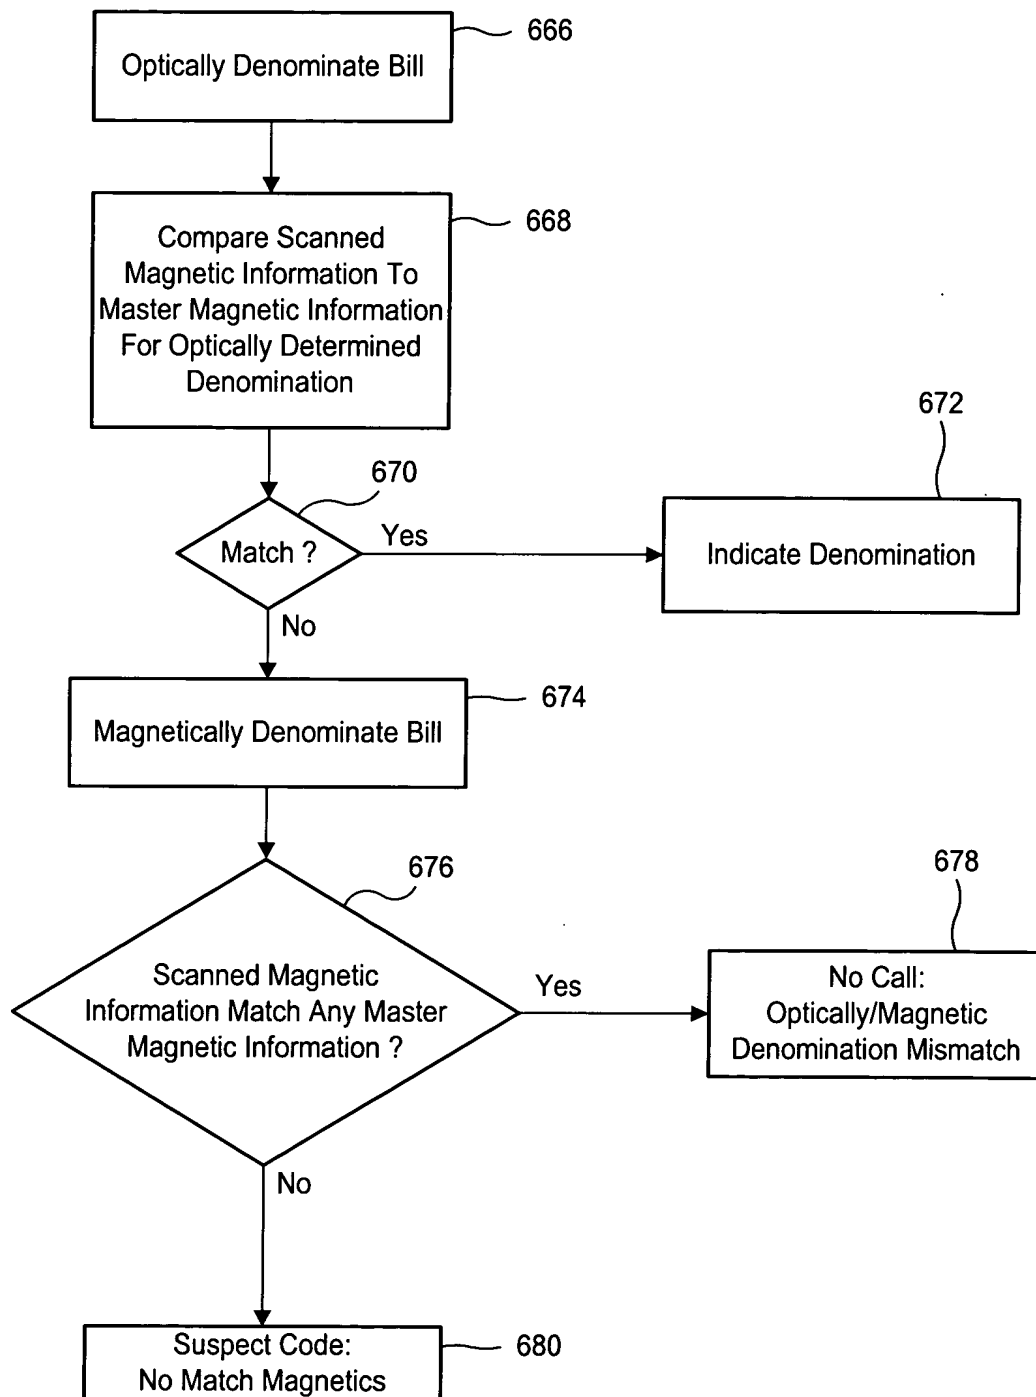 Optically Denominate Bill
666
Compare Scanned
Magnetic Information To
Master Magnetic Information
For Optically Determined
Denomination
668
670
Match ?
Yes
672
Indicate Denomination
No
Magnetically Denominate Bill
674
676
Scanned Magnetic
Information Match Any Master
Magnetic Information ?
Yes
678
No Call:
Optically/Magnetic
Denomination Mismatch
No
Suspect Code:
No Match Magnetics
680